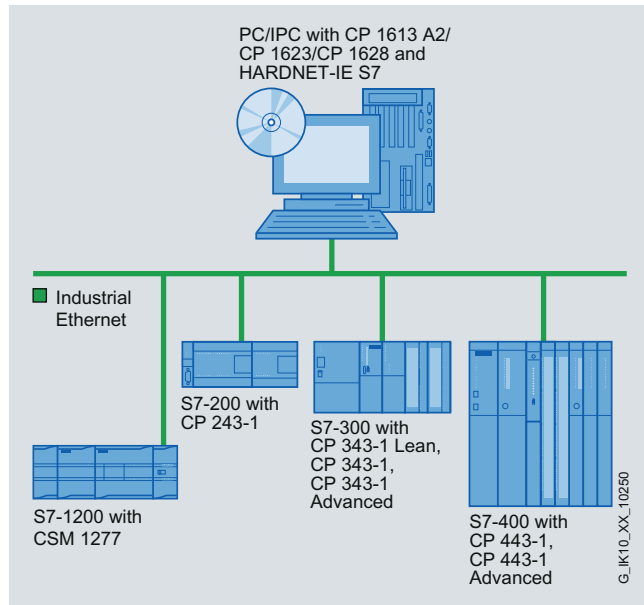 PC/IPC with CP 1613 A2/
CP 1623/CP 1628 and
HARDNET-IE S7
Industrial
Ethernet
S7-200 with
CP 243-1
S7-300 with
CP 343-1 Lean,
CP 343-1,
CP 343-1
Advanced
S7-1200 with
CSM 1277
S7-400 with
CP 443-1,
CP 443-1
Advanced
G_IK10_XX_10250